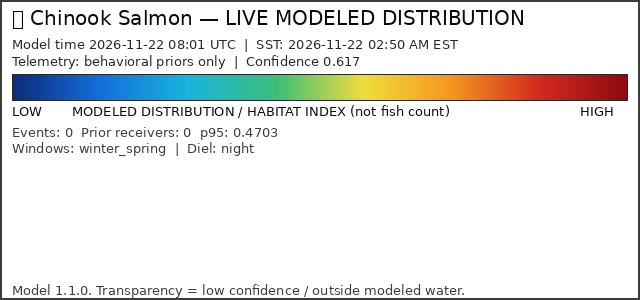 Chinook Salmon — LIVE MODELED DISTRIBUTION
Model time 2026-11-22 08:01 UTC | SST: 2026-11-22 02:50 AM EST
Telemetry: behavioral priors only | Confidence 0.617
LOW MODELED DISTRIBUTION / HABITAT INDEX (not fish count) HIGH
Events: 0 Prior receivers: 0 p95: 0.4703
Windows: winter_spring | Diel: night
Model 1.1.0. Transparency = low confidence / outside modeled water.